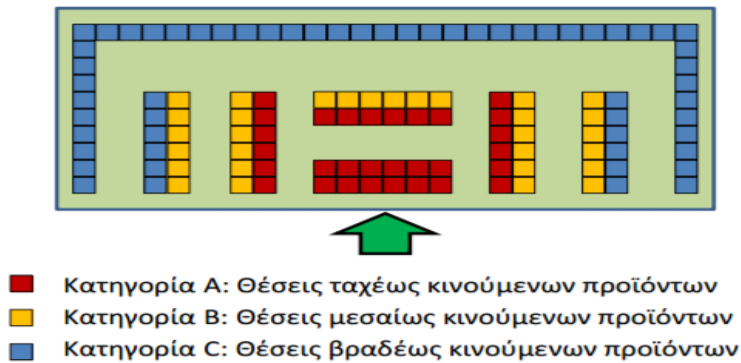 Κατηγορία Α: Θέσεις ταχέως κινούμενων προϊόντων
Κατηγορία Β: Θέσεις μεσαίως κινούμενων προϊόντων
Κατηγορία C: Θέσεις βραδέως κινούμενων προϊόντων